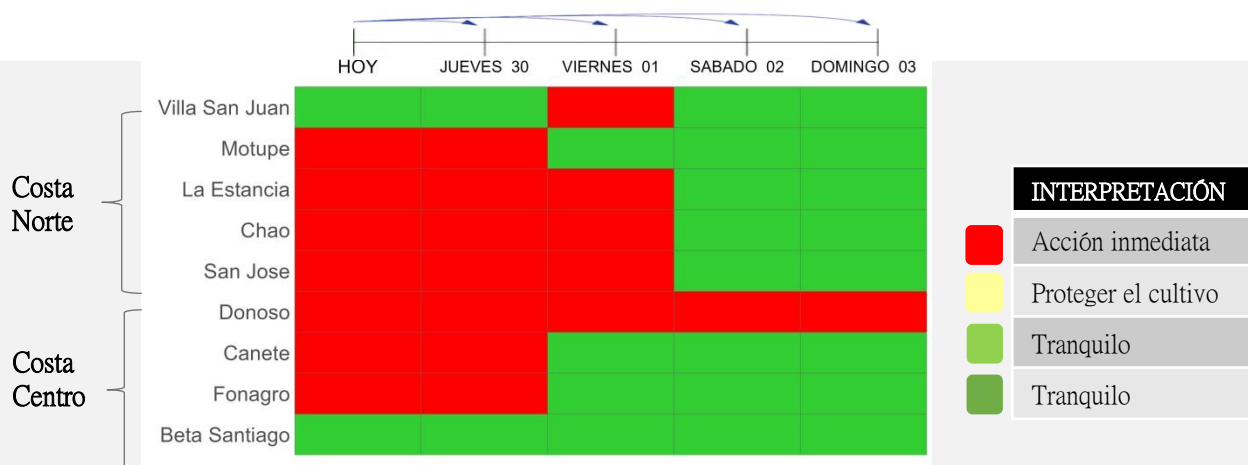 HOY JUEVES 30 VIERNES 01 SABADO 02 DOMINGO 03
Costa
Norte
Villa San Juan
Motupe
La Estancia
Chao
San Jose
Costa
Centro
Donoso
Canete
Fonagro
Beta Santiago
INTERPRETACIÓN
Acción inmediata
Proteger el cultivo
Tranquilo
Tranquilo